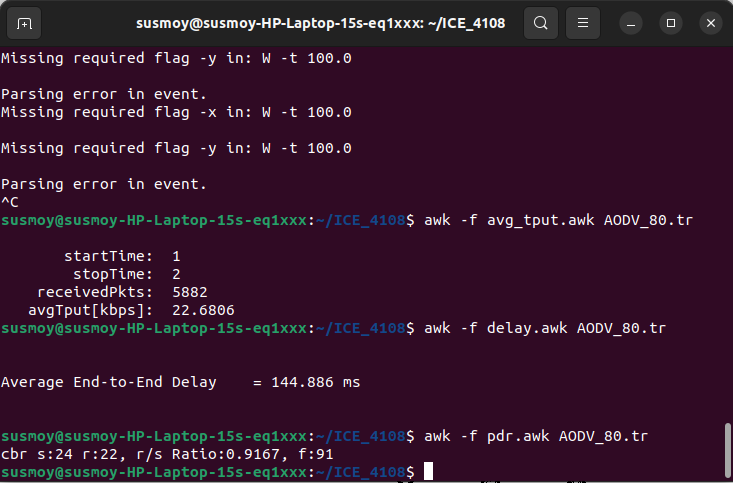 susmoy@susmoy-HP-Laptop-15s-eq1xxx: ~/ICE_4108
Missing required flag -y in: W -t 100.0
Parsing error in event.
Missing required flag -x in: W -t 100.0
Missing required flag -y in: W -t 100.0
Parsing error in event.
^C
susmoy@susmoy-HP-Laptop-15s-eq1xxx:~/ICE_4108$ awk -f avg_tput.awk AODV_80.tr
startTime: 1
stopTime: 2
receivedPkts: 5882
avgTput[kbps]: 22.6806
susmoy@susmoy-HP-Laptop-15s-eq1xxx:~/ICE_4108$ awk -f delay.awk AODV_80.tr
Average End-to-End Delay = 144.886 ms
susmoy@susmoy-HP-Laptop-15s-eq1xxx:~/ICE_4108$ awk -f pdr.awk AODV_80.tr
cbr s:24 r:22, r/s Ratio:0.9167, f:91
susmoy@susmoy-HP-Laptop-15s-eq1xxx:~/ICE_4108$